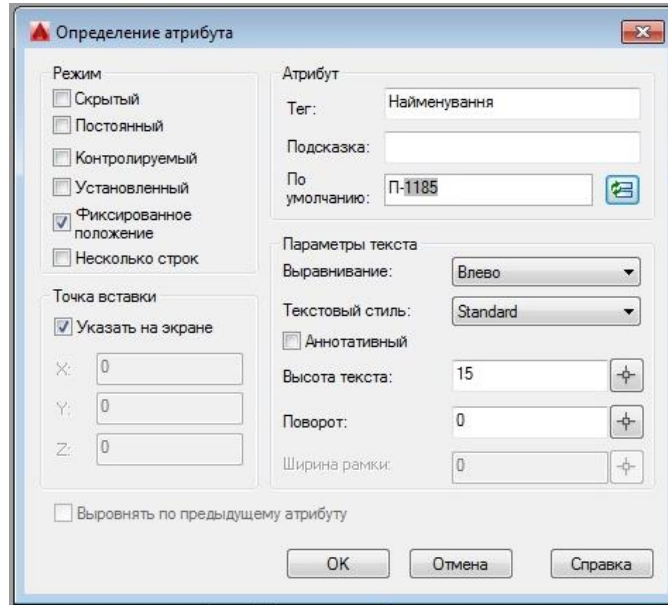 Определение атрибута
Режим
Скрытый
Постоянный
Контролируемый
Установленный
Фиксированное
положение
Несколько строк
Точка вставки
Указать на экране
X: 0
Y: 0
Z: 0
Атрибут
Тег: Найменування
Подсказка:
По
умолчанию: П-1185
Параметры текста
Выравнивание: Влево
Текстовый стиль: Standard
Аннотативный
Высота текста: 15
Поворот: 0
Ширина рамки: 0
Выровнять по предыдущему атрибуту
OK Отмена Справка